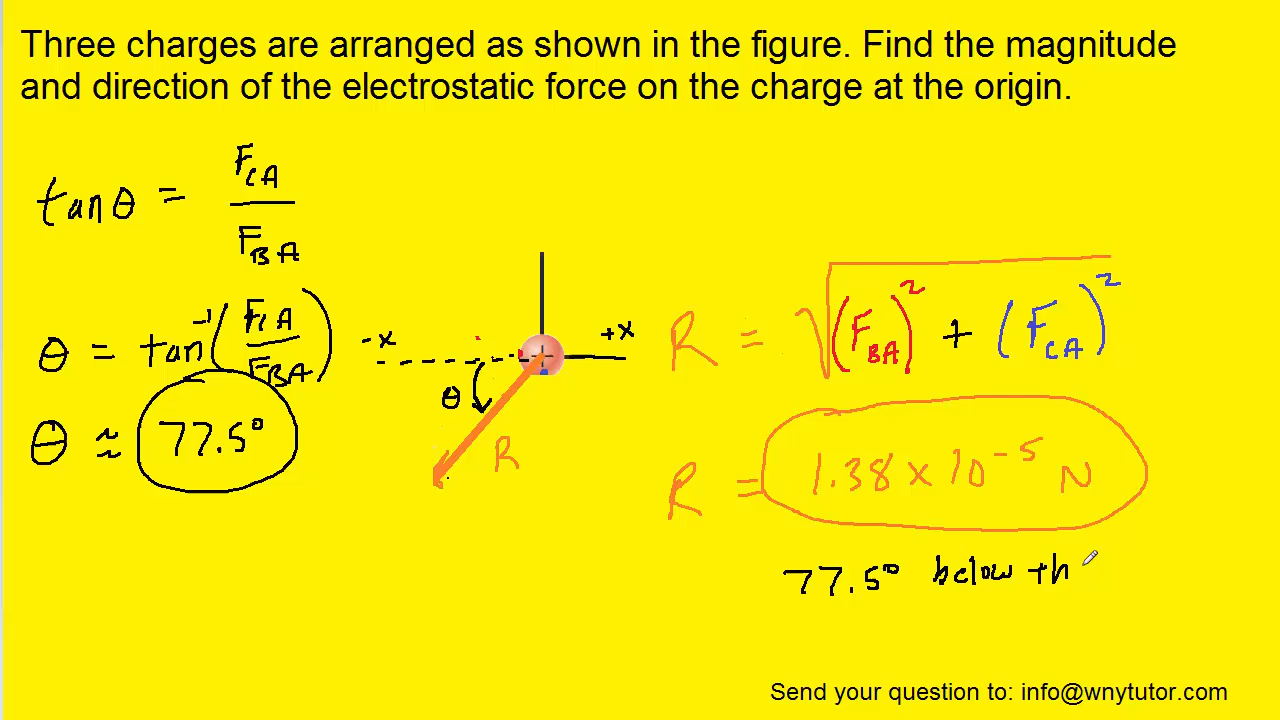 Three charges are arranged as shown in the figure. Find the magnitude
and direction of the electrostatic force on the charge at the origin.
tanθ = F_CA / F_BA
θ = tan⁻¹(F_CA / F_BA)
θ ≈ 77.5°
-x
+x
θ
R
R = √((F_BA)² + (F_CA)²)
R = 1.38 x 10⁻⁵ N
77.5° below th
Send your question to: info@wnytutor.com